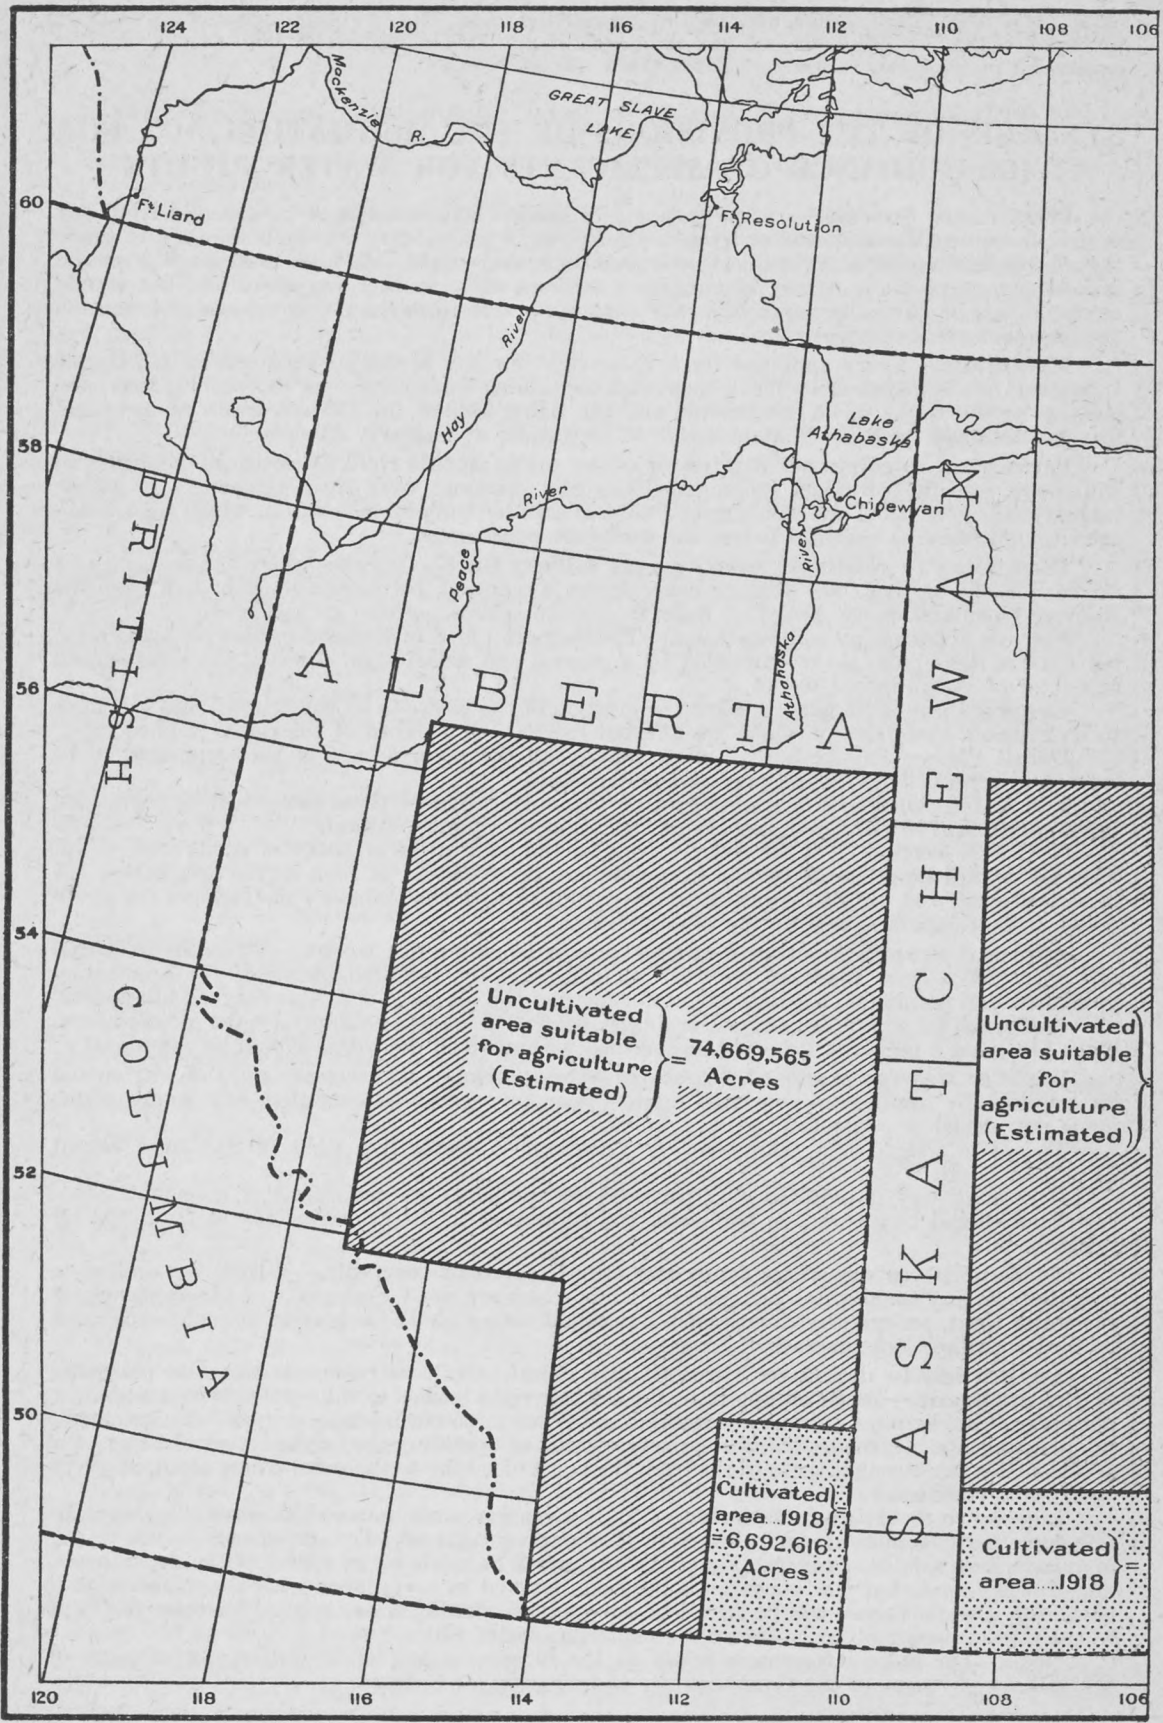 124 122 120 118 116 114 112 110 108 106
Mackenzie
R.
GREAT SLAVE
LAKE
60
Ft Liard
Ft Resolution
River
Hay
Lake
Athabaska
58
River
Chipewyan
Peace
River
Athabaska
BRITISH
ALBERTA
SASKATCHEWAN
56
54
COLUMBIA
Uncultivated
area suitable
for agriculture
(Estimated)
= 74,669,565
Acres
Uncultivated
area suitable
for
agriculture
(Estimated)
52
50
Cultivated
area...1918
=6,692,616
Acres
Cultivated
area....1918
=
120 118 116 114 112 110 108 106